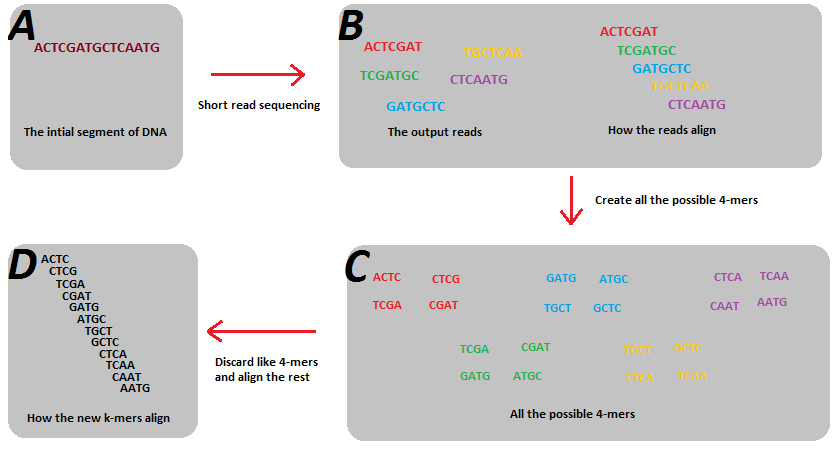 A
ACTCGATGCTCAATG
The intial segment of DNA
Short read sequencing
B
ACTCGAT
TGCTCAA
TCGATGC
CTCAATG
GATGCTC
The output reads
ACTCGAT
TCGATGC
GATGCTC
TGCTCAA
CTCAATG
How the reads align
Create all the possible 4-mers
C
ACTC CTCG
TCGA CGAT
GATG ATGC
TGCT GCTC
CTCA TCAA
CAAT AATG
TCGA CGAT
GATG ATGC
TGCT GCTC
CTCA TCAA
All the possible 4-mers
Discard like 4-mers
and align the rest
D
ACTC
CTCG
TCGA
CGAT
GATG
ATGC
TGCT
GCTC
CTCA
TCAA
CAAT
AATG
How the new k-mers align